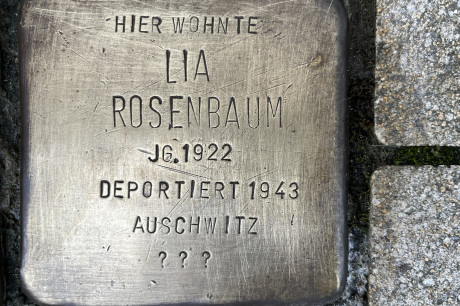 HIER WOHNTE
LIA
ROSENBAUM
JG. 1922
DEPORTIERT 1943
AUSCHWITZ
? ? ?